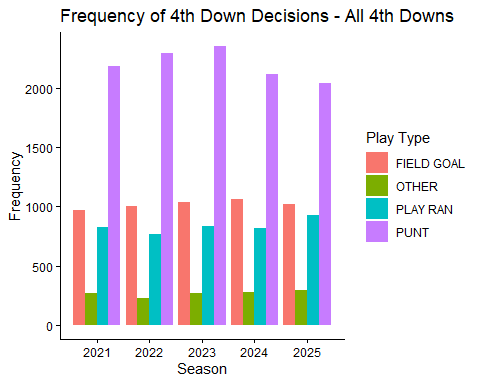 Frequency of 4th Down Decisions - All 4th Downs
Frequency
2000
1500
1000
500
0
2021 2022 2023 2024 2025
Season
Play Type
FIELD GOAL
OTHER
PLAY RAN
PUNT